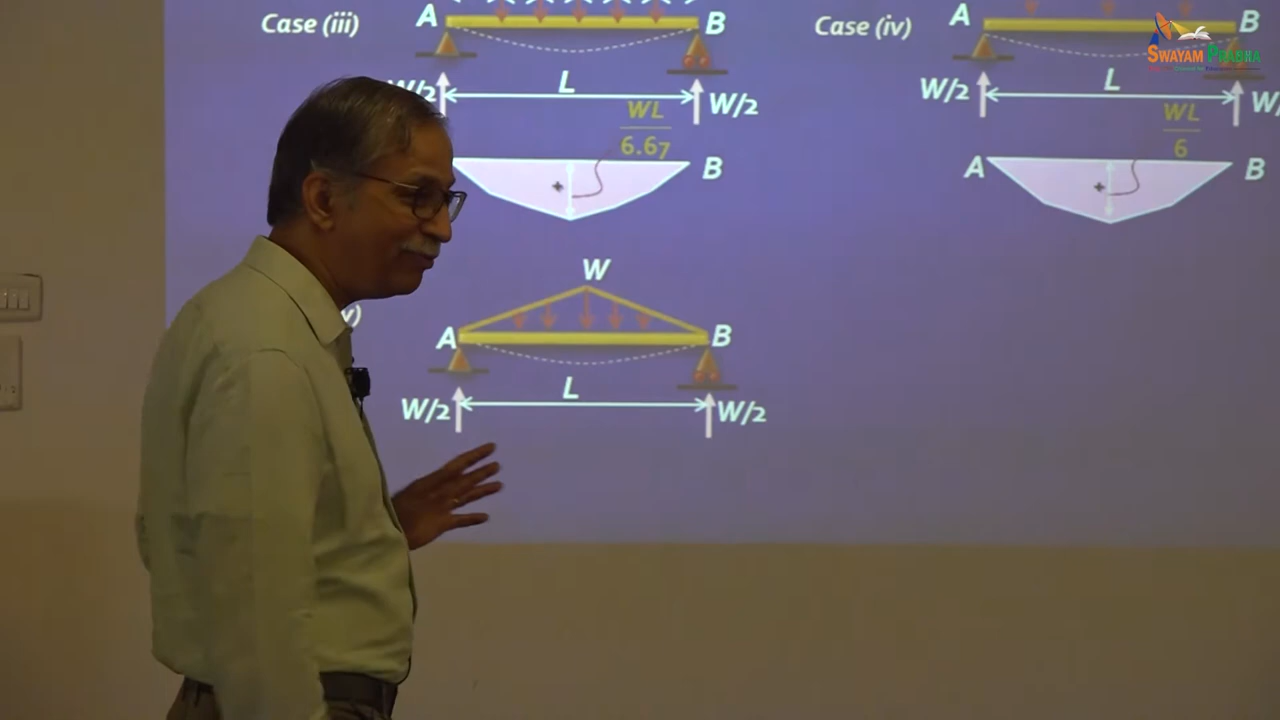 Case (iii)
A
B
Case (iv)
A
B
SWAYAM PRABHA
W/2
L
W/2
WL
6.67
B
W/2
L
W/
WL
6
A
B
W
v)
A
B
W/2
L
W/2